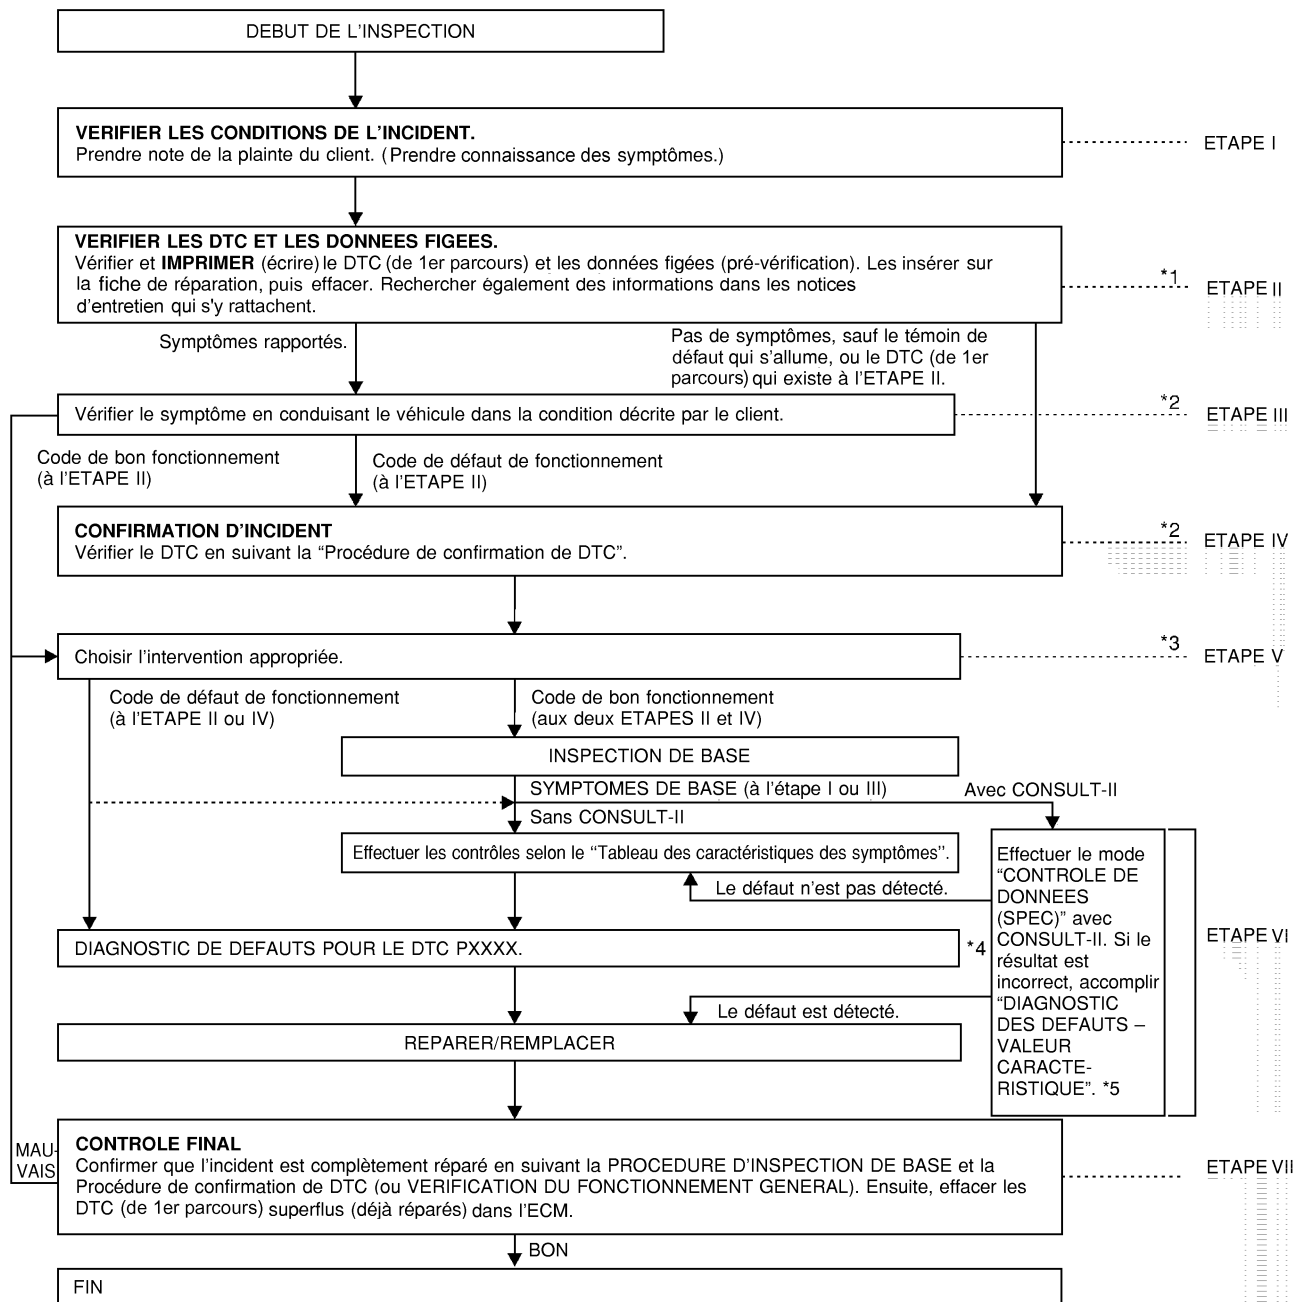 DEBUT DE L'INSPECTION
VERIFIER LES CONDITIONS DE L'INCIDENT.
Prendre note de la plainte du client. (Prendre connaissance des symptômes.)
ETAPE I
VERIFIER LES DTC ET LES DONNEES FIGEES.
Vérifier et IMPRIMER (écrire) le DTC (de 1er parcours) et les données figées (pré-vérification). Les insérer sur
la fiche de réparation, puis effacer. Rechercher également des informations dans les notices
d'entretien qui s'y rattachent.
*1
ETAPE II
Symptômes rapportés.
Pas de symptômes, sauf le témoin de
défaut qui s'allume, ou le DTC (de 1er
parcours) qui existe à l'ETAPE II.
Vérifier le symptôme en conduisant le véhicule dans la condition décrite par le client.
*2
ETAPE III
Code de bon fonctionnement
(à l'ETAPE II)
Code de défaut de fonctionnement
(à l'ETAPE II)
CONFIRMATION D'INCIDENT
Vérifier le DTC en suivant la “Procédure de confirmation de DTC”.
*2
ETAPE IV
Choisir l'intervention appropriée.
*3
ETAPE V
Code de défaut de fonctionnement
(à l'ETAPE II ou IV)
Code de bon fonctionnement
(aux deux ETAPES II et IV)
INSPECTION DE BASE
SYMPTOMES DE BASE (à l'étape I ou III)
Avec CONSULT-II
Sans CONSULT-II
Effectuer les contrôles selon le “Tableau des caractéristiques des symptômes”.
Le défaut n'est pas détecté.
Effectuer le mode
“CONTROLE DE
DONNEES
(SPEC)” avec
CONSULT-II. Si le
résultat est
incorrect, accomplir
“DIAGNOSTIC
DES DEFAUTS –
VALEUR
CARACTE-
RISTIQUE”. *5
ETAPE VI
DIAGNOSTIC DE DEFAUTS POUR LE DTC PXXXX.
*4
Le défaut est détecté.
REPARER/REMPLACER
MAU-
VAIS
CONTROLE FINAL
Confirmer que l'incident est complètement réparé en suivant la PROCEDURE D'INSPECTION DE BASE et la
Procédure de confirmation de DTC (ou VERIFICATION DU FONCTIONNEMENT GENERAL). Ensuite, effacer les
DTC (de 1er parcours) superflus (déjà réparés) dans l'ECM.
ETAPE VII
BON
FIN